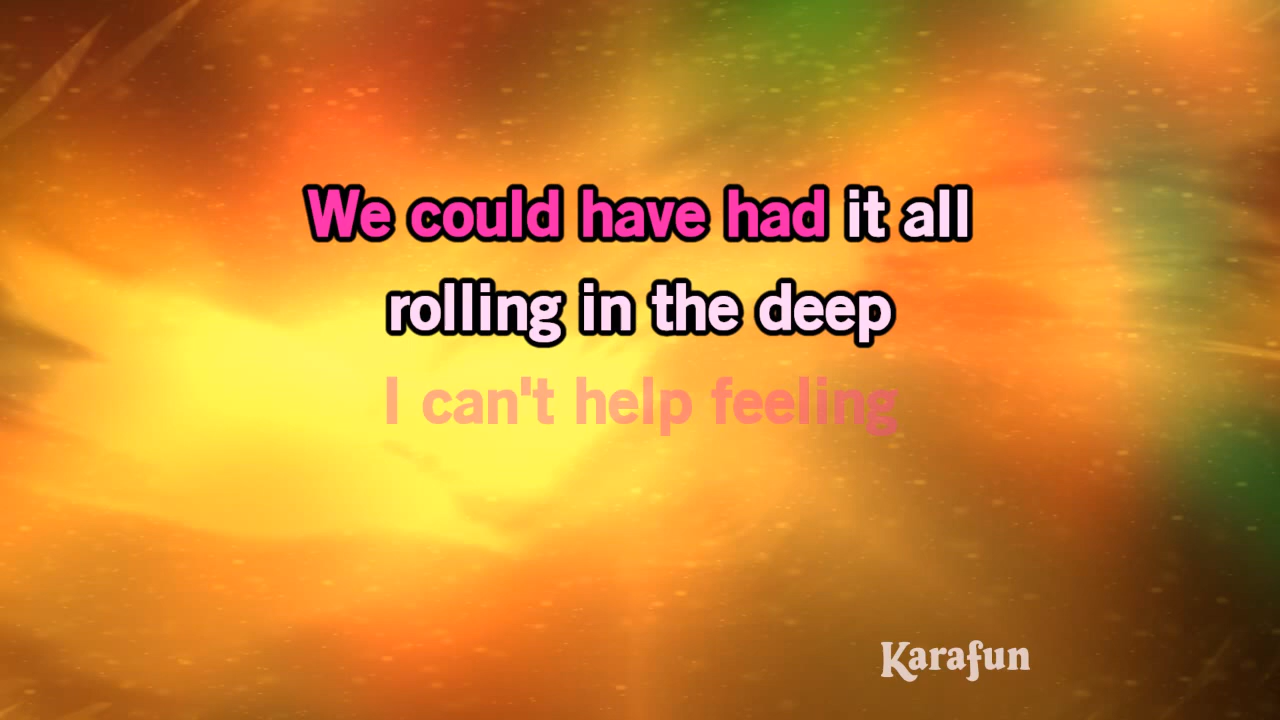 We could have had it all
rolling in the deep
I can't help feeling
Karafun